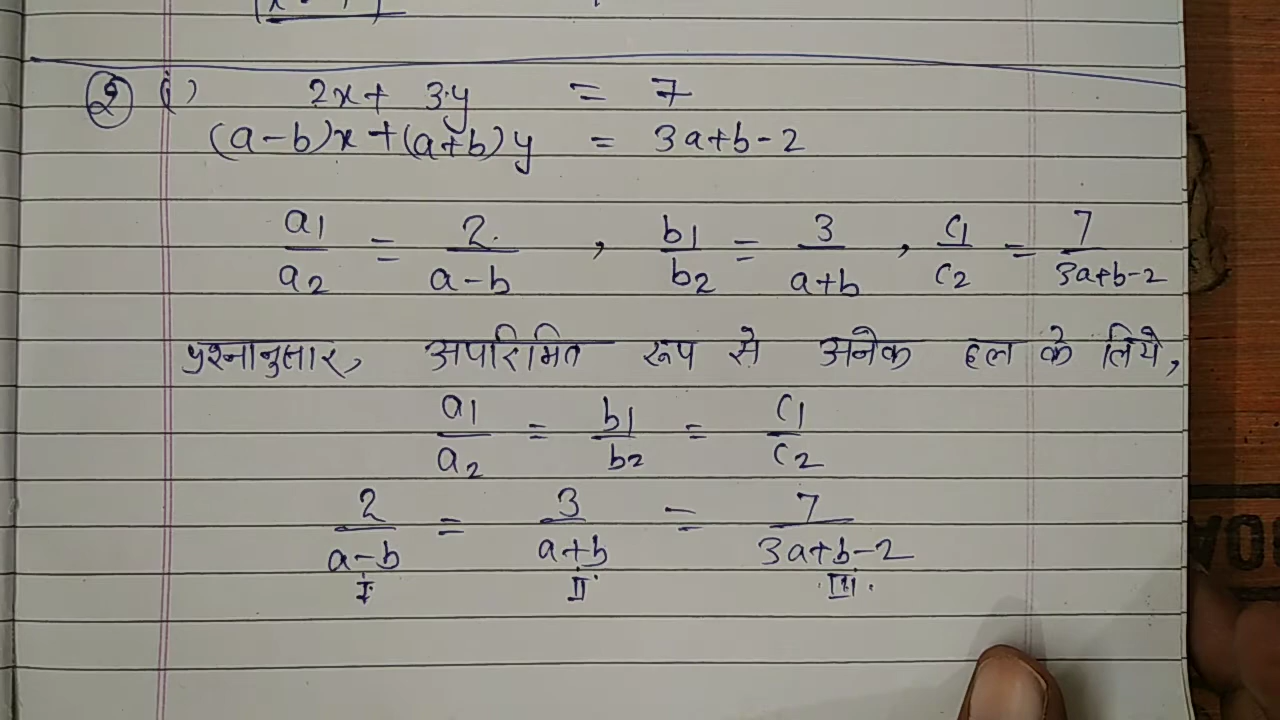 ② (i) 2x + 3y = 7
(a-b)x + (a+b)y = 3a+b-2
a1/a2 = 2/a-b , b1/b2 = 3/a+b , c1/c2 = 7/3a+b-2
प्रश्नानुसार, अपरिमित रूप से अनेक हल के लिये,
a1/a2 = b1/b2 = c1/c2
2/a-b = 3/a+b = 7/3a+b-2
I II III